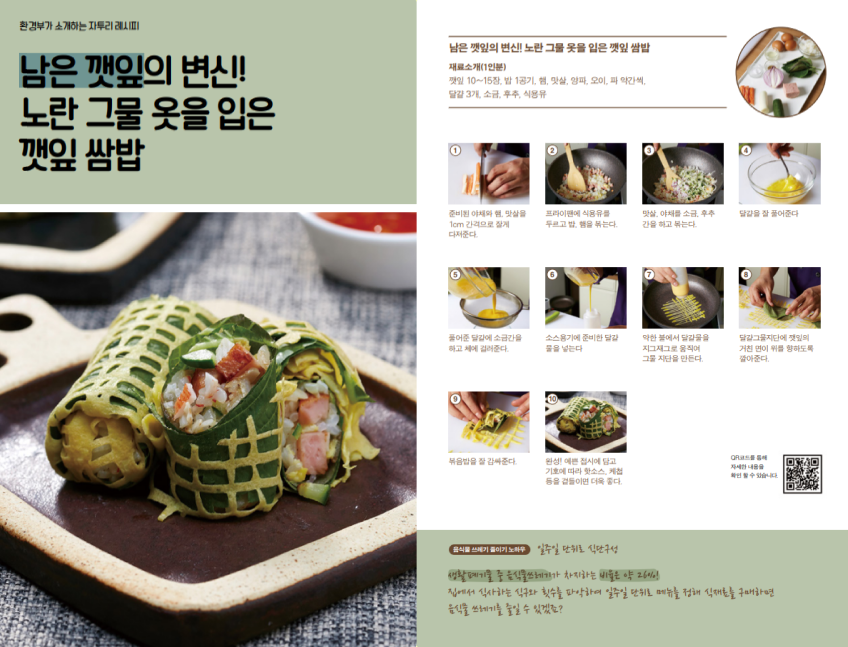 환경부가 소개하는 자투리 레시피
남은 깻잎의 변신!
노란 그물 옷을 입은
깻잎 쌈밥
남은 깻잎의 변신! 노란 그물 옷을 입은 깻잎 쌈밥
재료소개(1인분)
깻잎 10~15장, 밥 1공기, 햄, 맛살, 양파, 오이, 파 약간씩,
달걀 3개, 소금, 후추, 식용유
1
준비된 야채와 햄, 맛살을
1cm 간격으로 잘게
다져준다.
2
프라이팬에 식용유를
두르고 밥, 햄을 볶는다.
3
맛살, 야채를 소금, 후추
간을 하고 볶는다.
4
달걀을 잘 풀어준다
5
풀어준 달걀에 소금간을
하고 체에 걸러준다.
6
소스용기에 준비한 달걀
물을 넣는다
7
약한 불에서 달걀물을
지그재그로 움직여
그물 지단을 만든다.
8
달걀그물지단에 깻잎의
거친 면이 위를 향하도록
깔아준다.
9
볶음밥을 잘 감싸준다.
10
완성! 예쁜 접시에 담고
기호에 따라 핫소스, 케첩
등을 곁들이면 더욱 좋다.
QR코드를 통해
자세한 내용을
확인 할 수 있습니다.
음식물 쓰레기 줄이기 노하우
일주일 단위로 식단구성
생활폐기물 중 음식물쓰레기가 차지하는 비율은 약 26%!
집에서 식사하는 식구와 횟수를 파악하여 일주일 단위로 메뉴를 정해 식재료를 구매하면
음식물 쓰레기를 줄일 수 있겠죠?